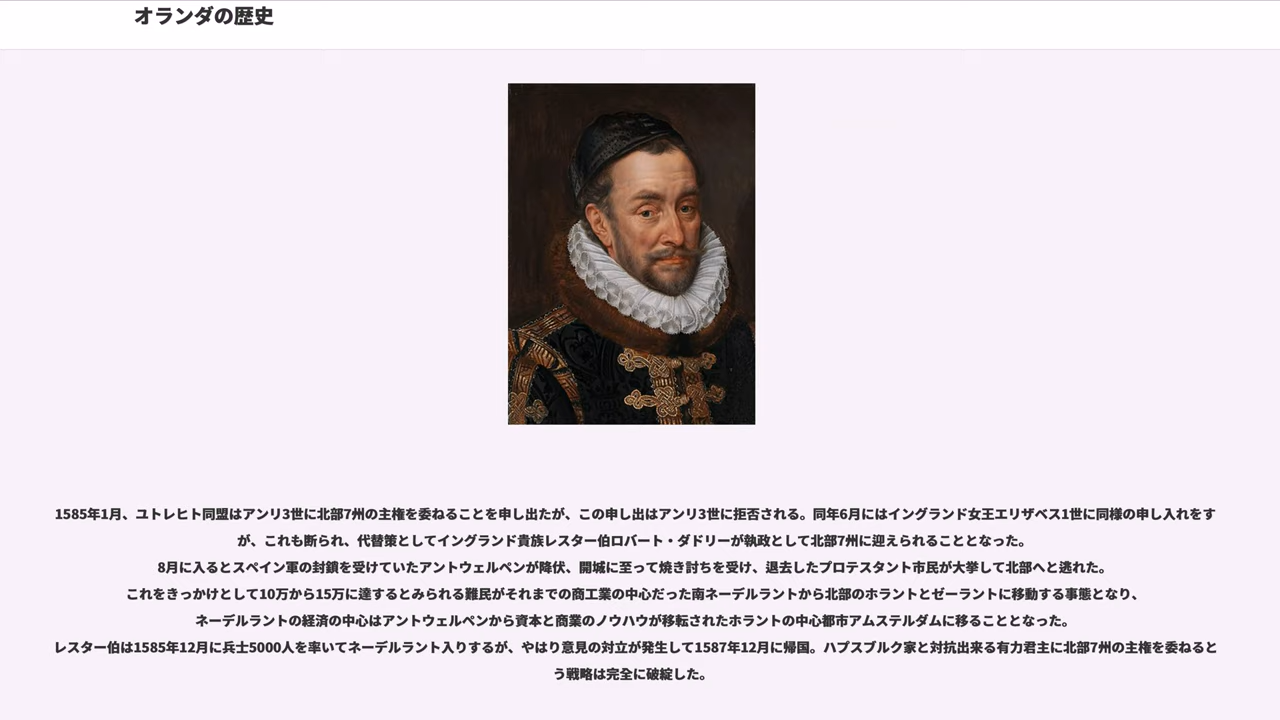 オランダの歴史
1585年1月、ユトレヒト同盟はアンリ3世に北部7州の主権を委ねることを申し出たが、この申し出はアンリ3世に拒否される。同年6月にはイングランド女王エリザベス1世に同様の申し入れをす
が、これも断られ、代替策としてイングランド貴族レスター伯ロバート・ダドリーが執政として北部7州に迎えられることとなった。
8月に入るとスペイン軍の封鎖を受けていたアントウェルペンが降伏、開城に至って焼き討ちを受け、退去したプロテスタント市民が大挙して北部へと逃れた。
これをきっかけとして10万から15万に達するとみられる難民がそれまでの商工業の中心だった南ネーデルラントから北部のホラントとゼーラントに移動する事態となり、
ネーデルラントの経済の中心はアントウェルペンから資本と商業のノウハウが移転されたホラントの中心都市アムステルダムに移ることとなった。
レスター伯は1585年12月に兵士5000人を率いてネーデルラント入りするが、やはり意見の対立が発生して1587年12月に帰国。ハプスブルク家と対抗出来る有力君主に北部7州の主権を委ねると
う戦略は完全に破綻した。